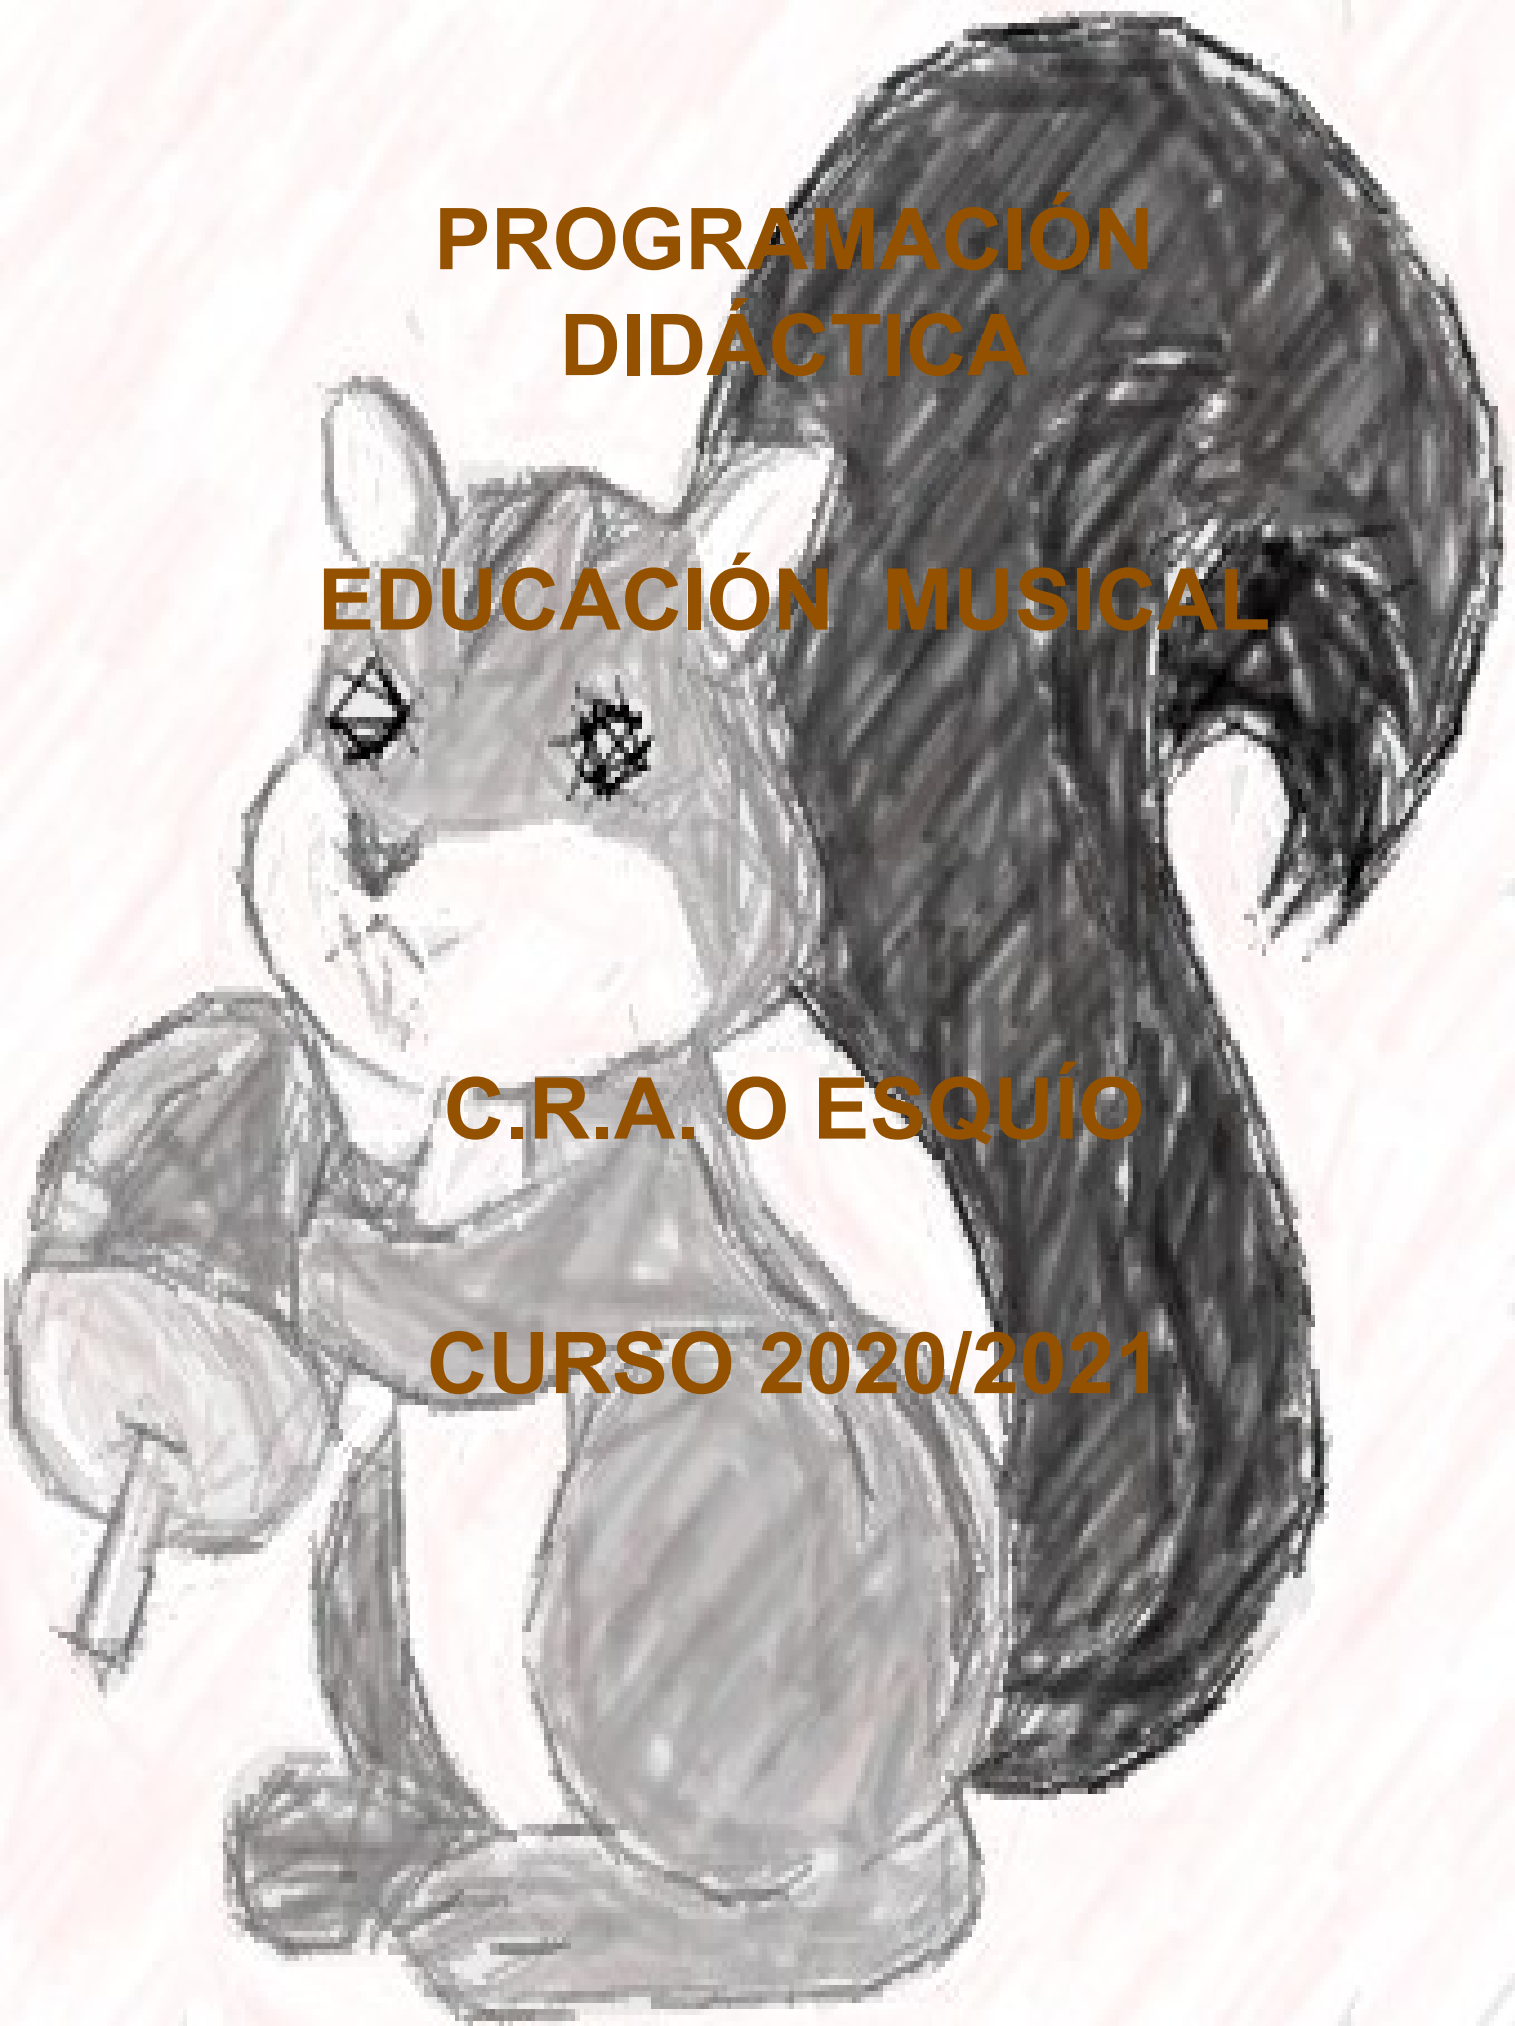 PROGRAMACIÓN
DIDÁCTICA
EDUCACIÓN MUSICAL
C.R.A. O ESQUÍO
CURSO 2020/2021